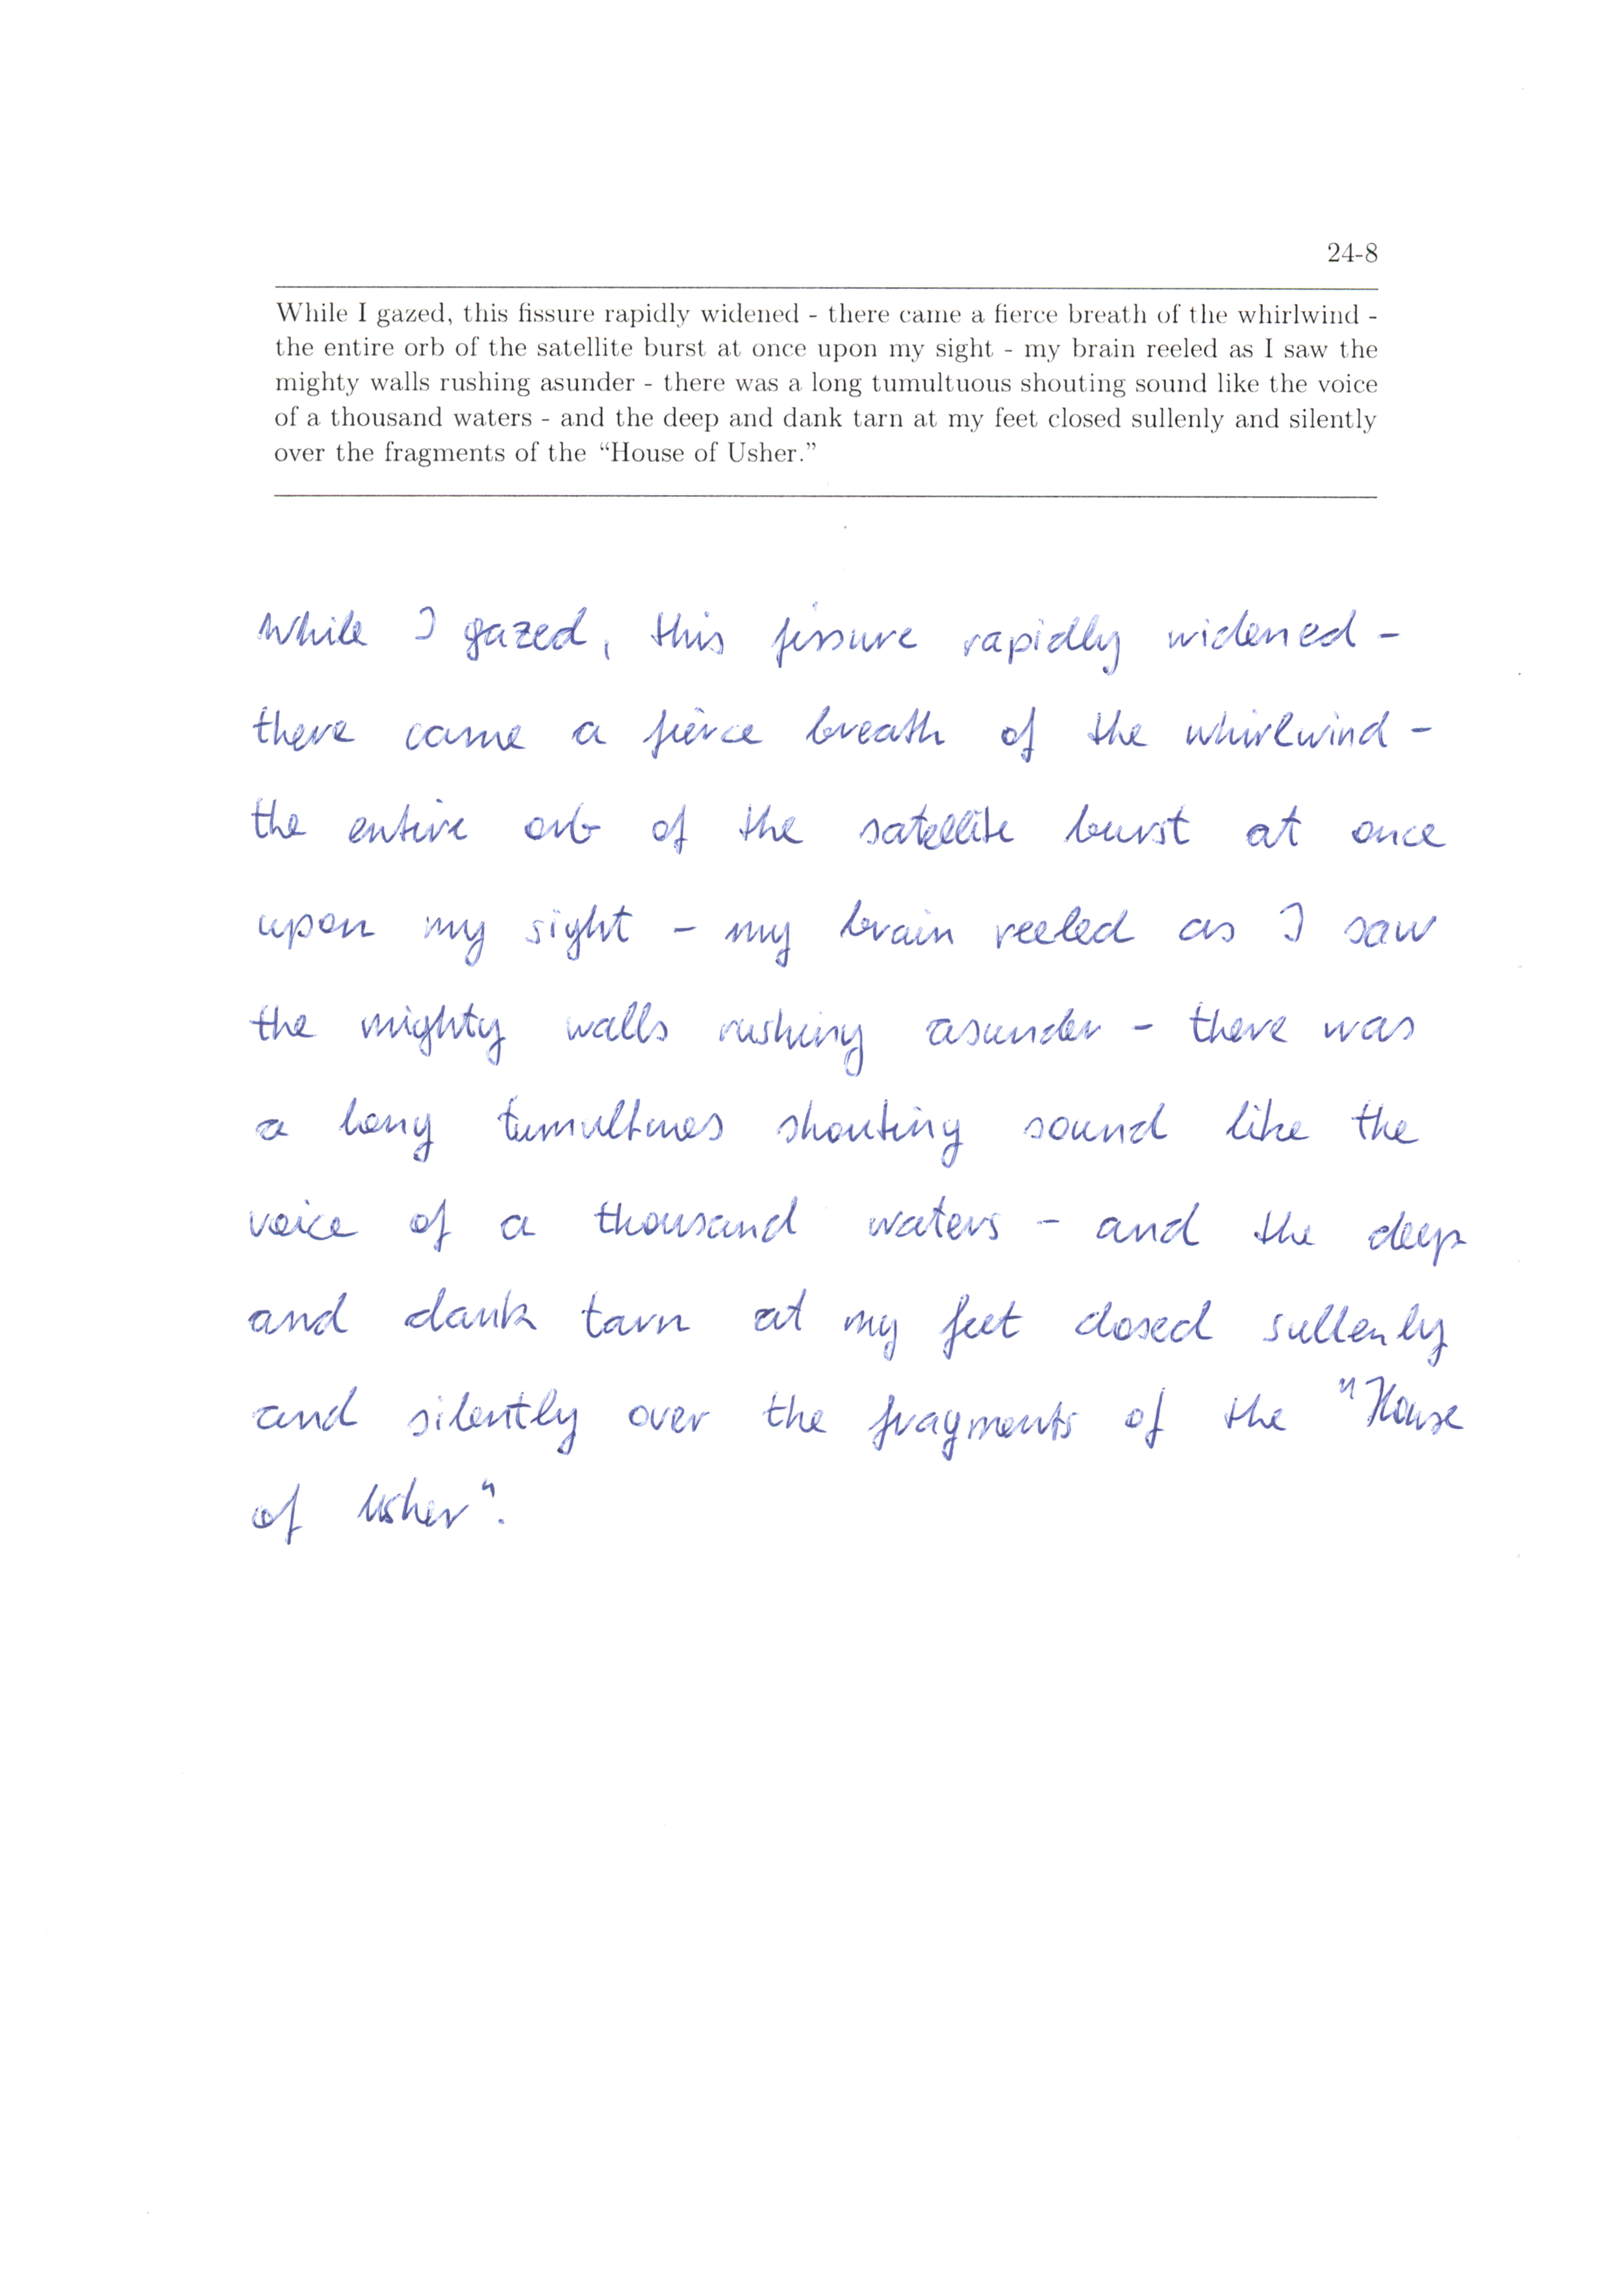 24-8
While I gazed, this fissure rapidly widened - there came a fierce breath of the whirlwind -
the entire orb of the satellite burst at once upon my sight - my brain reeled as I saw the
mighty walls rushing asunder - there was a long tumultuous shouting sound like the voice
of a thousand waters - and the deep and dank tarn at my feet closed sullenly and silently
over the fragments of the “House of Usher.”
While I gazed, this fissure rapidly widened -
there came a fierce breath of the whirlwind -
the entire orb of the satellite burst at once
upon my sight - my brain reeled as I saw
the mighty walls rushing asunder - there was
a long tumultuous shouting sound like the
voice of a thousand waters - and the deep
and dank tarn at my feet closed sullenly
and silently over the fragments of the "House
of Usher".